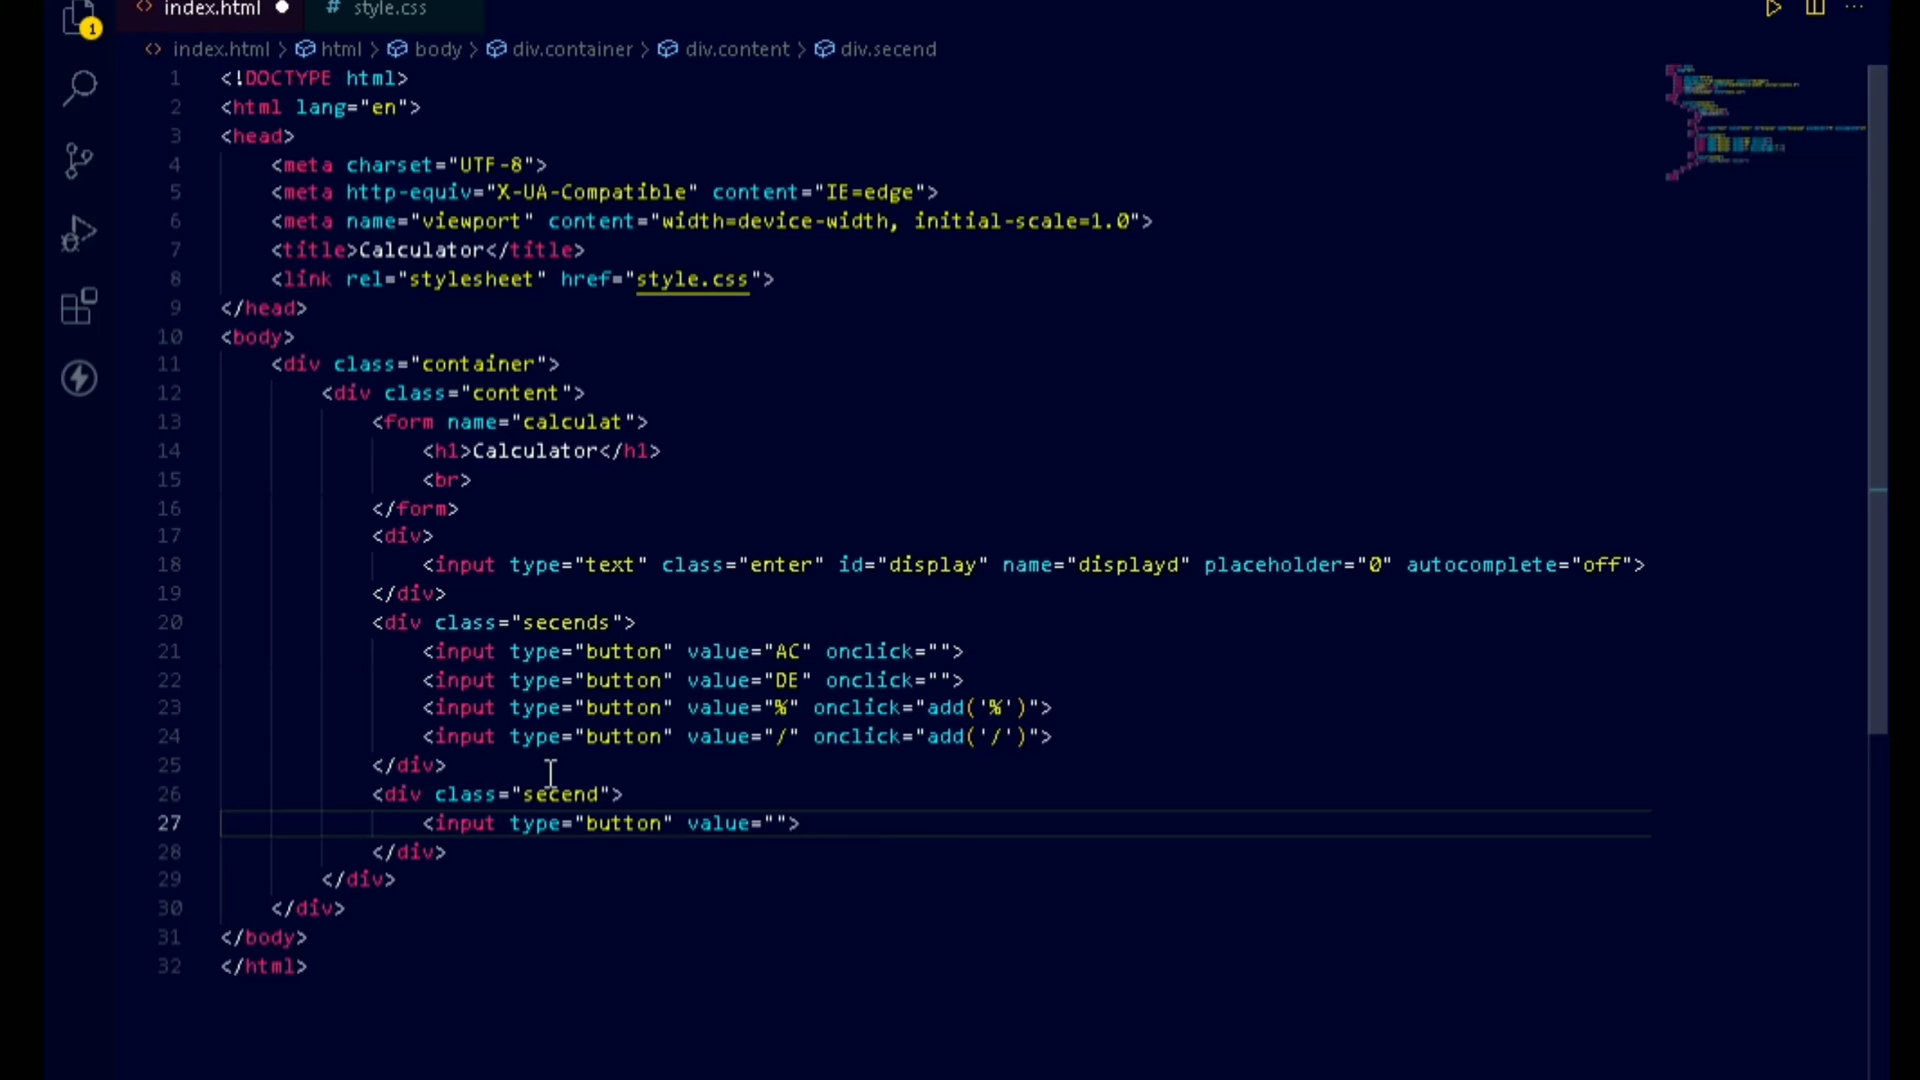 index.html
style.css
1
index.html > html > body > div.container > div.content > div.secend
1 <!DOCTYPE html>
2 <html lang="en">
3 <head>
4     <meta charset="UTF-8">
5     <meta http-equiv="X-UA-Compatible" content="IE=edge">
6     <meta name="viewport" content="width=device-width, initial-scale=1.0">
7     <title>Calculator</title>
8     <link rel="stylesheet" href="style.css">
9 </head>
10 <body>
11     <div class="container">
12         <div class="content">
13             <form name="calculat">
14                 <h1>Calculator</h1>
15                 <br>
16             </form>
17             <div>
18                 <input type="text" class="enter" id="display" name="displayd" placeholder="0" autocomplete="off">
19             </div>
20             <div class="secends">
21                 <input type="button" value="AC" onclick="">
22                 <input type="button" value="DE" onclick="">
23                 <input type="button" value="%" onclick="add('%')">
24                 <input type="button" value="/" onclick="add('/')">
25             </div>
26             <div class="secend">
27                 <input type="button" value="">
28             </div>
29         </div>
30     </div>
31 </body>
32 </html>